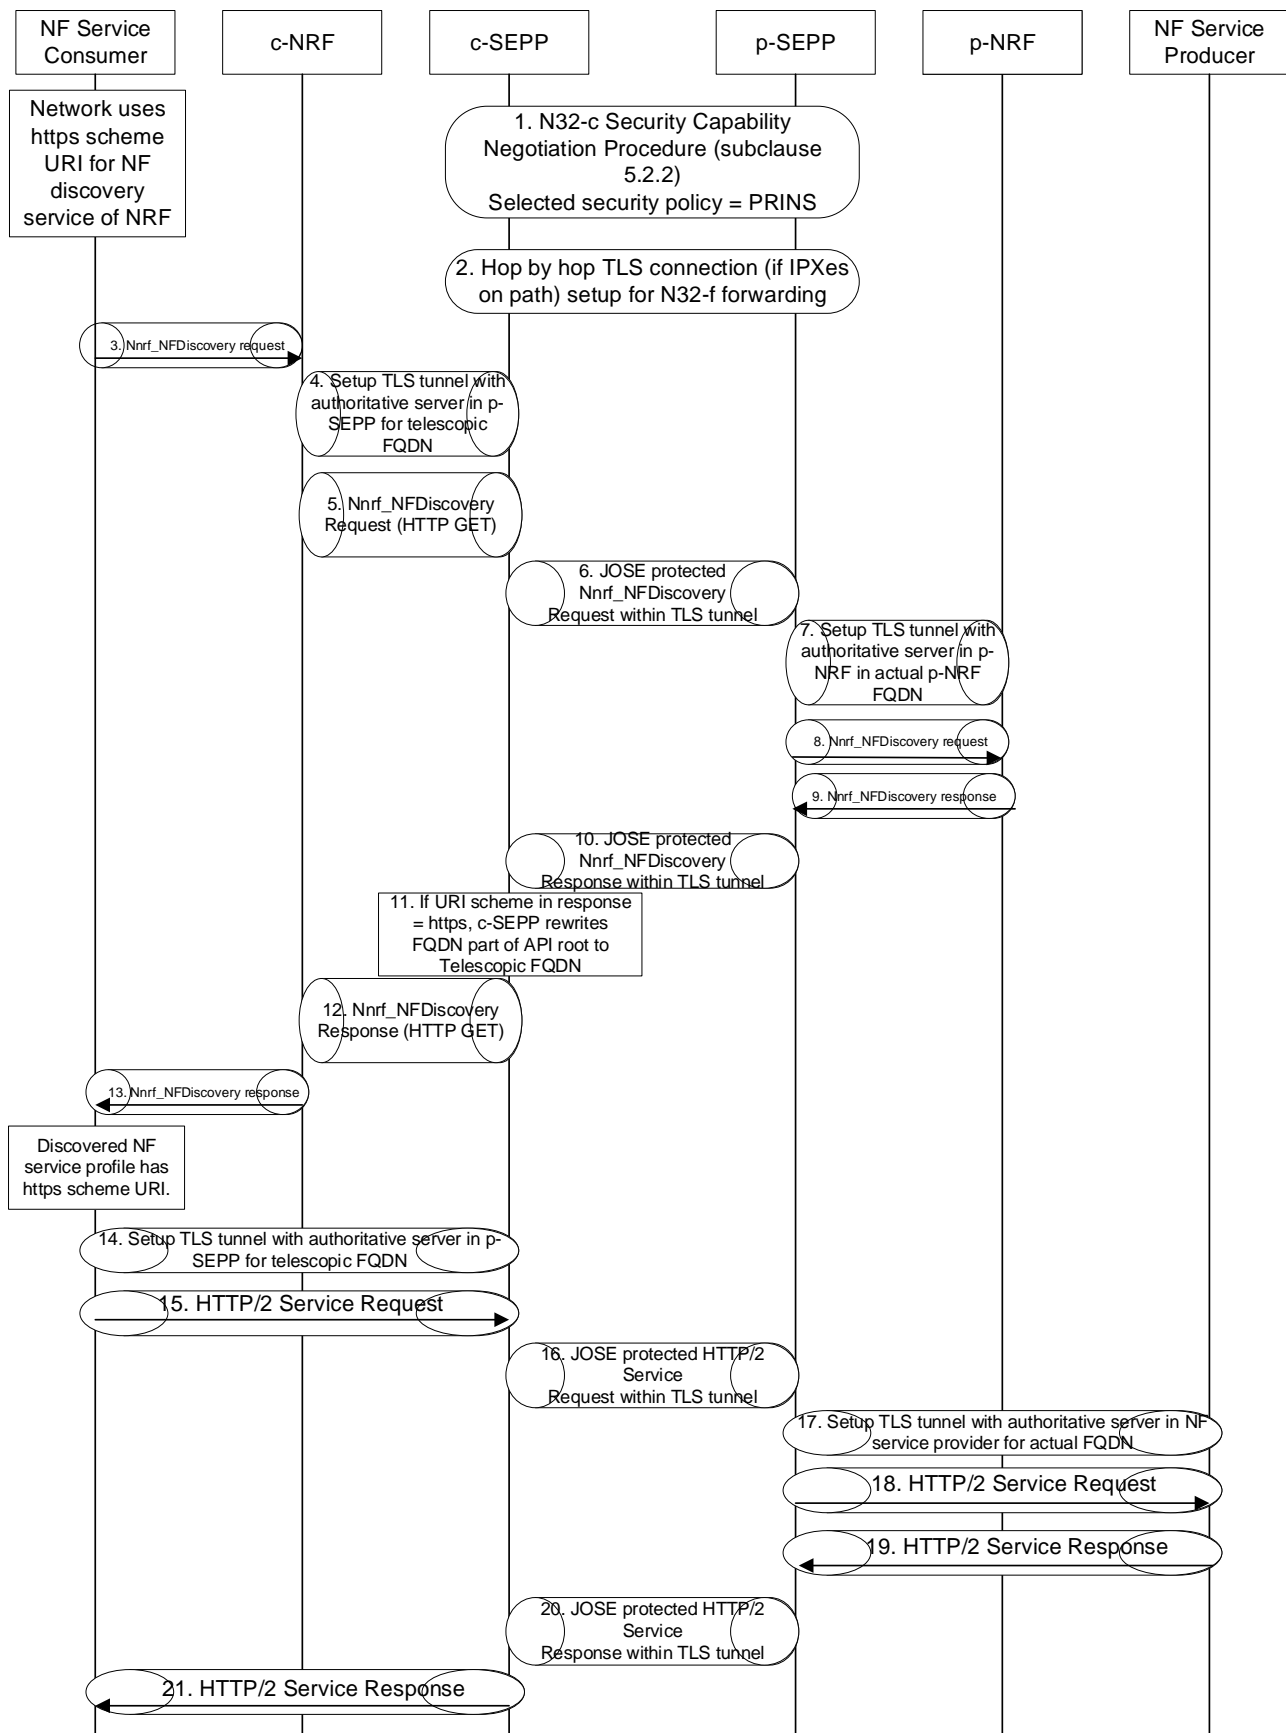 NF Service
Consumer
c-NRF
c-SEPP
p-SEPP
p-NRF
NF Service
Producer
Network uses
https scheme
URI for NF
discovery
service of NRF
1. N32-c Security Capability
Negotiation Procedure (subclause
5.2.2)
Selected security policy = PRINS
2. Hop by hop TLS connection (if IPXes
on path) setup for N32-f forwarding
3. Nnrf_NFDiscovery request
4. Setup TLS tunnel with
authoritative server in p-
SEPP for telescopic
FQDN
5. Nnrf_NFDiscovery
Request (HTTP GET)
6. JOSE protected
Nnrf_NFDiscovery
Request within TLS tunnel
7. Setup TLS tunnel with
authoritative server in p-
NRF in actual p-NRF
FQDN
8. Nnrf_NFDiscovery request
9. Nnrf_NFDiscovery response
10. JOSE protected
Nnrf_NFDiscovery
Response within TLS tunnel
11. If URI scheme in response
= https, c-SEPP rewrites
FQDN part of API root to
Telescopic FQDN
12. Nnrf_NFDiscovery
Response (HTTP GET)
13. Nnrf_NFDiscovery response
Discovered NF
service profile has
https scheme URI.
14. Setup TLS tunnel with authoritative server in p-
SEPP for telescopic FQDN
15. HTTP/2 Service Request
16. JOSE protected HTTP/2
Service
Request within TLS tunnel
17. Setup TLS tunnel with authoritative server in NF
service provider for actual FQDN
18. HTTP/2 Service Request
19. HTTP/2 Service Response
20. JOSE protected HTTP/2
Service
Response within TLS tunnel
21. HTTP/2 Service Response